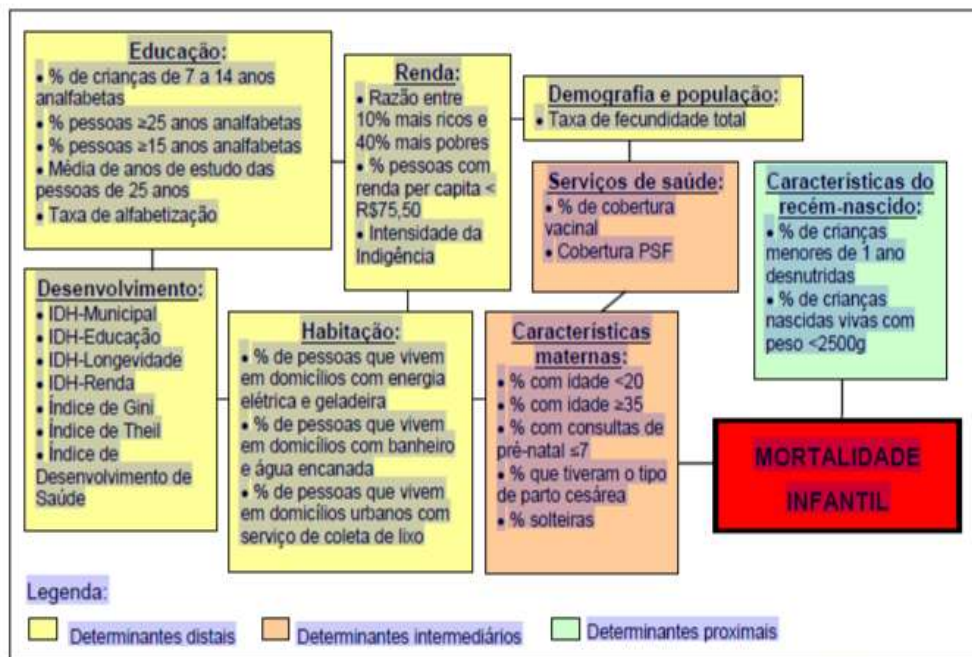 Educação:
• % de crianças de 7 a 14 anos
analfabetas
• % pessoas ≥25 anos analfabetas
• % pessoas ≥15 anos analfabetas
• Média de anos de estudo das
pessoas de 25 anos
• Taxa de alfabetização
Renda:
• Razão entre
10% mais ricos e
40% mais pobres
• % pessoas com
renda per capita <
R$75,50
• Intensidade da
Indigência
Demografia e população:
• Taxa de fecundidade total
Serviços de saúde:
• % de cobertura
vacinal
• Cobertura PSF
Características do
recém-nascido:
• % de crianças
menores de 1 ano
desnutridas
• % de crianças
nascidas vivas com
peso <2500g
Desenvolvimento:
• IDH-Municipal
• IDH-Educação
• IDH-Longevidade
• IDH-Renda
• Índice de Gini
• Índice de Theil
• Índice de
Desenvolvimento de
Saúde
Habitação:
• % de pessoas que vivem
em domicílios com energia
elétrica e geladeira
• % de pessoas que vivem
em domicílios com banheiro
e água encanada
• % de pessoas que vivem
em domicílios urbanos com
serviço de coleta de lixo
Características
maternas:
• % com idade <20
• % com idade ≥35
• % com consultas de
pré-natal ≤7
• % que tiveram o tipo
de parto cesárea
• % solteiras
MORTALIDADE
INFANTIL
Legenda:
Determinantes distais
Determinantes intermediários
Determinantes proximais